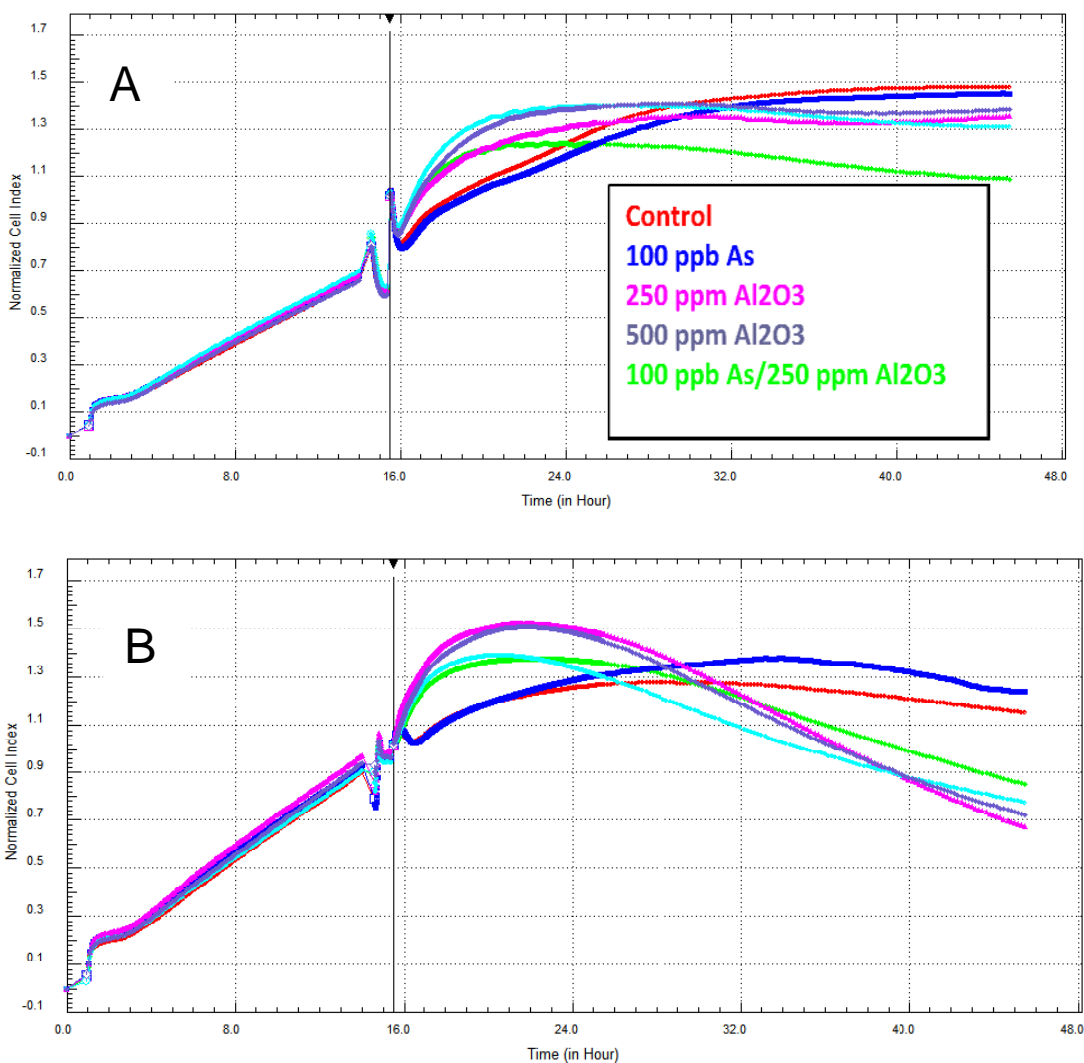 A
1.7
1.5
1.3
1.1
0.9
0.7
0.5
0.3
0.1
-0.1
Normalized Cell Index
0.0 8.0 16.0 24.0 32.0 40.0 48.0
Time (in Hour)
Control
100 ppb As
250 ppm Al2O3
500 ppm Al2O3
100 ppb As/250 ppm Al2O3
B
1.7
1.5
1.3
1.1
0.9
0.7
0.5
0.3
0.1
-0.1
Normalized Cell Incex
0.0 8.0 16.0 24.0 32.0 40.0 48.0
Time (in Hour)